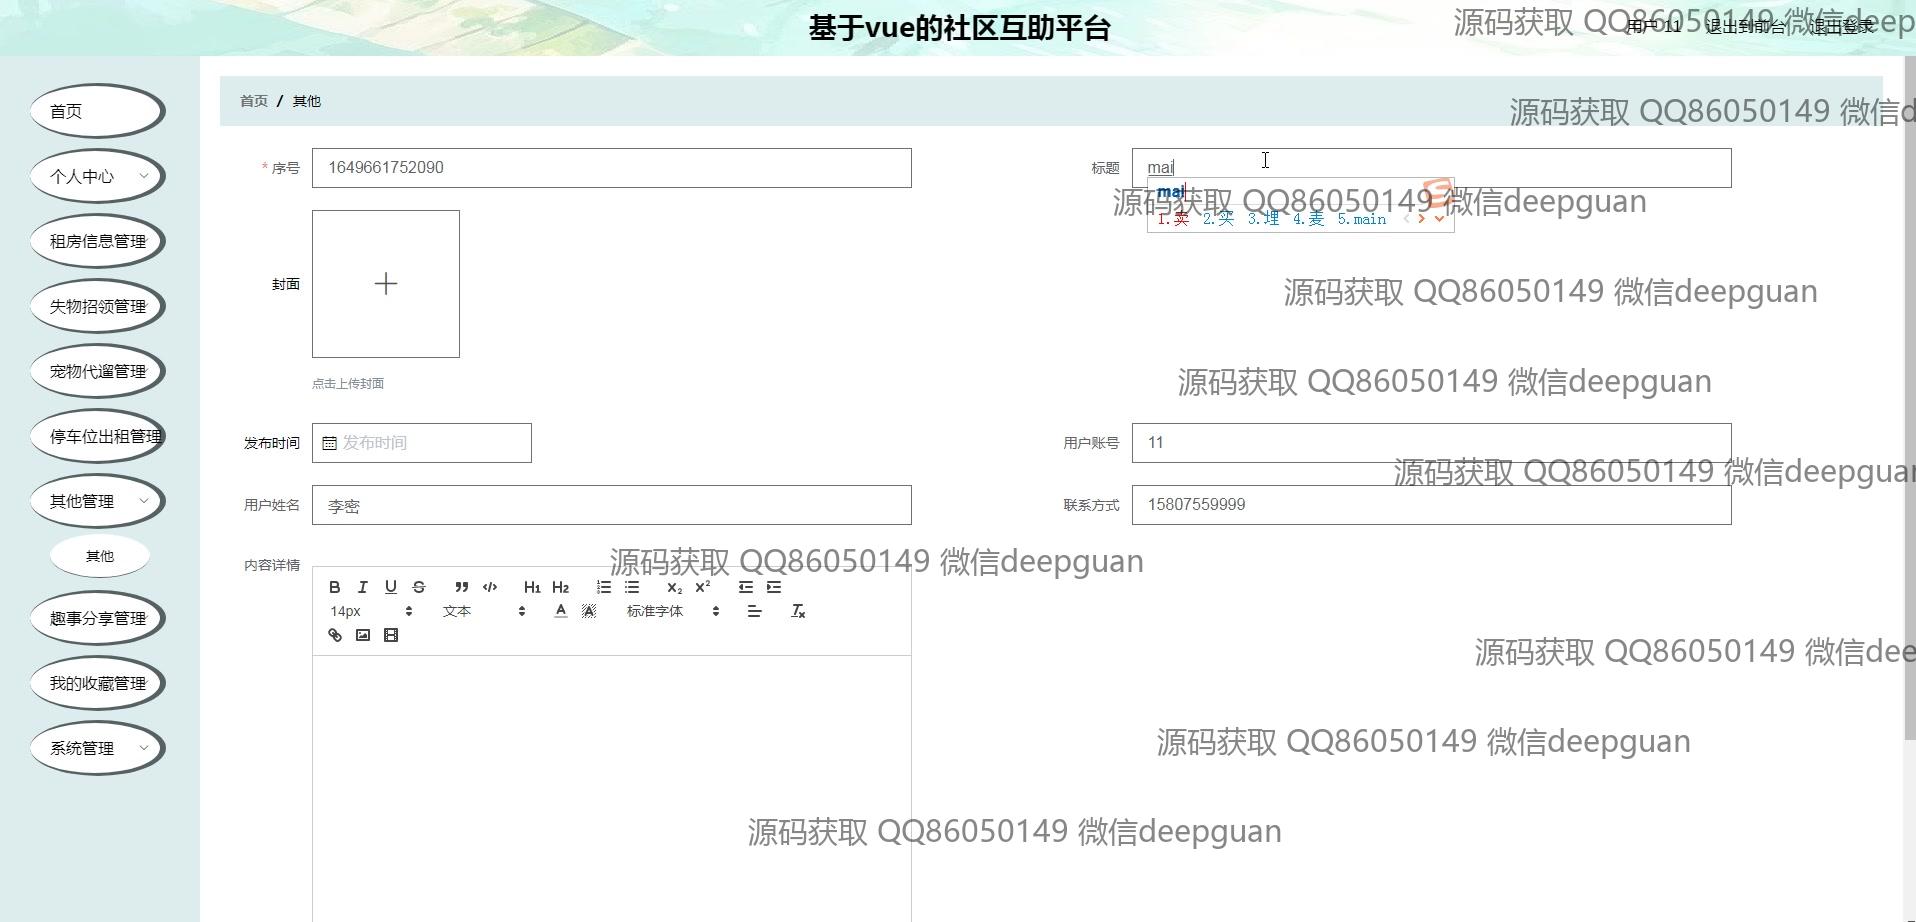 基于vue的社区互助平台
源码获取 QQ86050149 微信deep
用户 11 退出到前台 退出登录
首页
个人中心
租房信息管理
失物招领管理
宠物代遛管理
停车位出租管理
其他管理
其他
趣事分享管理
我的收藏管理
系统管理
首页 / 其他
源码获取 QQ86050149 微信d
* 序号 1649661752090
标题 mai
mai
源码获取 QQ86050149 微信deepguan
1.卖 2.买 3.埋 4.麦 5.main
封面
源码获取 QQ86050149 微信deepguan
点击上传封面
源码获取 QQ86050149 微信deepguan
发布时间 发布时间
用户账号 11
源码获取 QQ86050149 微信deepguan
用户姓名 李密
联系方式 15807559999
内容详情
源码获取 QQ86050149 微信deepguan
B I U S H1 H2 X2 X2
14px 文本 A A 标准字体 Tx
源码获取 QQ86050149 微信dee
源码获取 QQ86050149 微信deepguan
源码获取 QQ86050149 微信deepguan